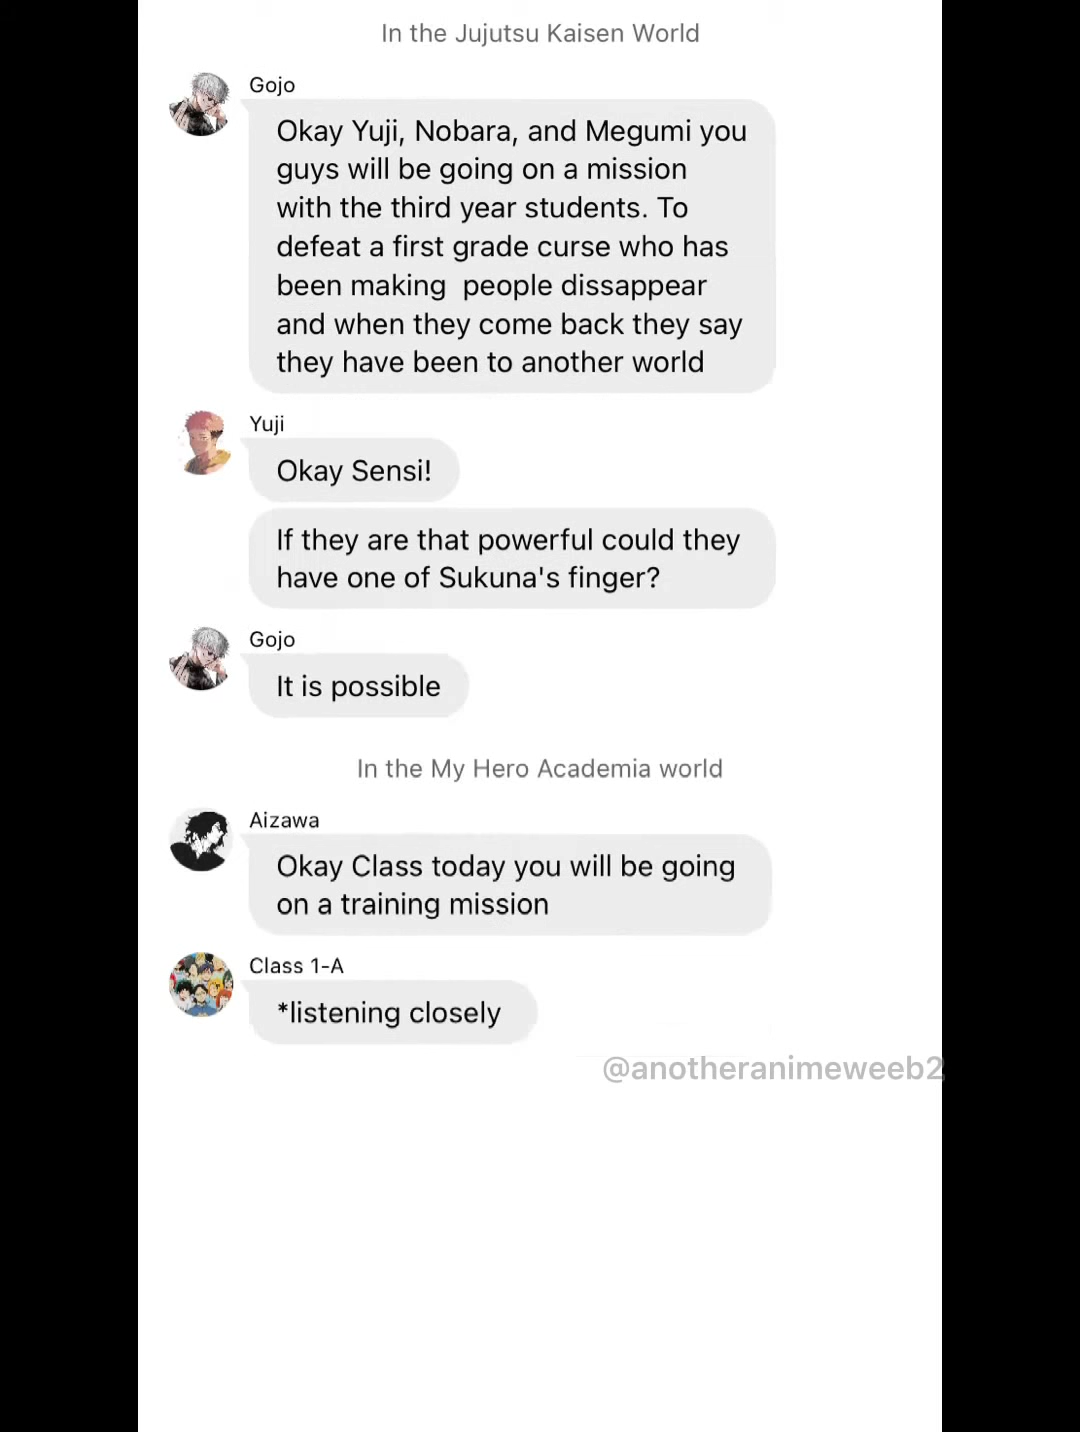 In the Jujutsu Kaisen World
Gojo
Okay Yuji, Nobara, and Megumi you
guys will be going on a mission
with the third year students. To
defeat a first grade curse who has
been making  people dissappear
and when they come back they say
they have been to another world
Yuji
Okay Sensi!
If they are that powerful could they
have one of Sukuna's finger?
Gojo
It is possible
In the My Hero Academia world
Aizawa
Okay Class today you will be going
on a training mission
Class 1-A
*listening closely
@anotheranimeweeb2